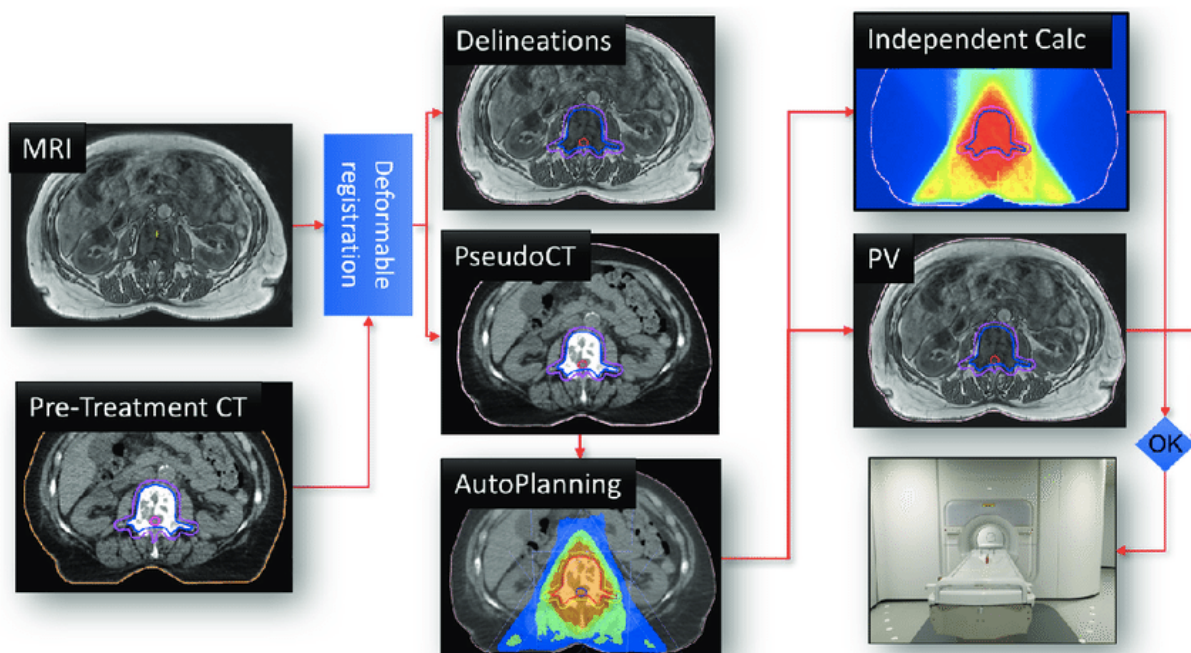 MRI
Pre-Treatment CT
Deformable
registration
Delineations
PseudoCT
AutoPlanning
Independent Calc
PV
OK